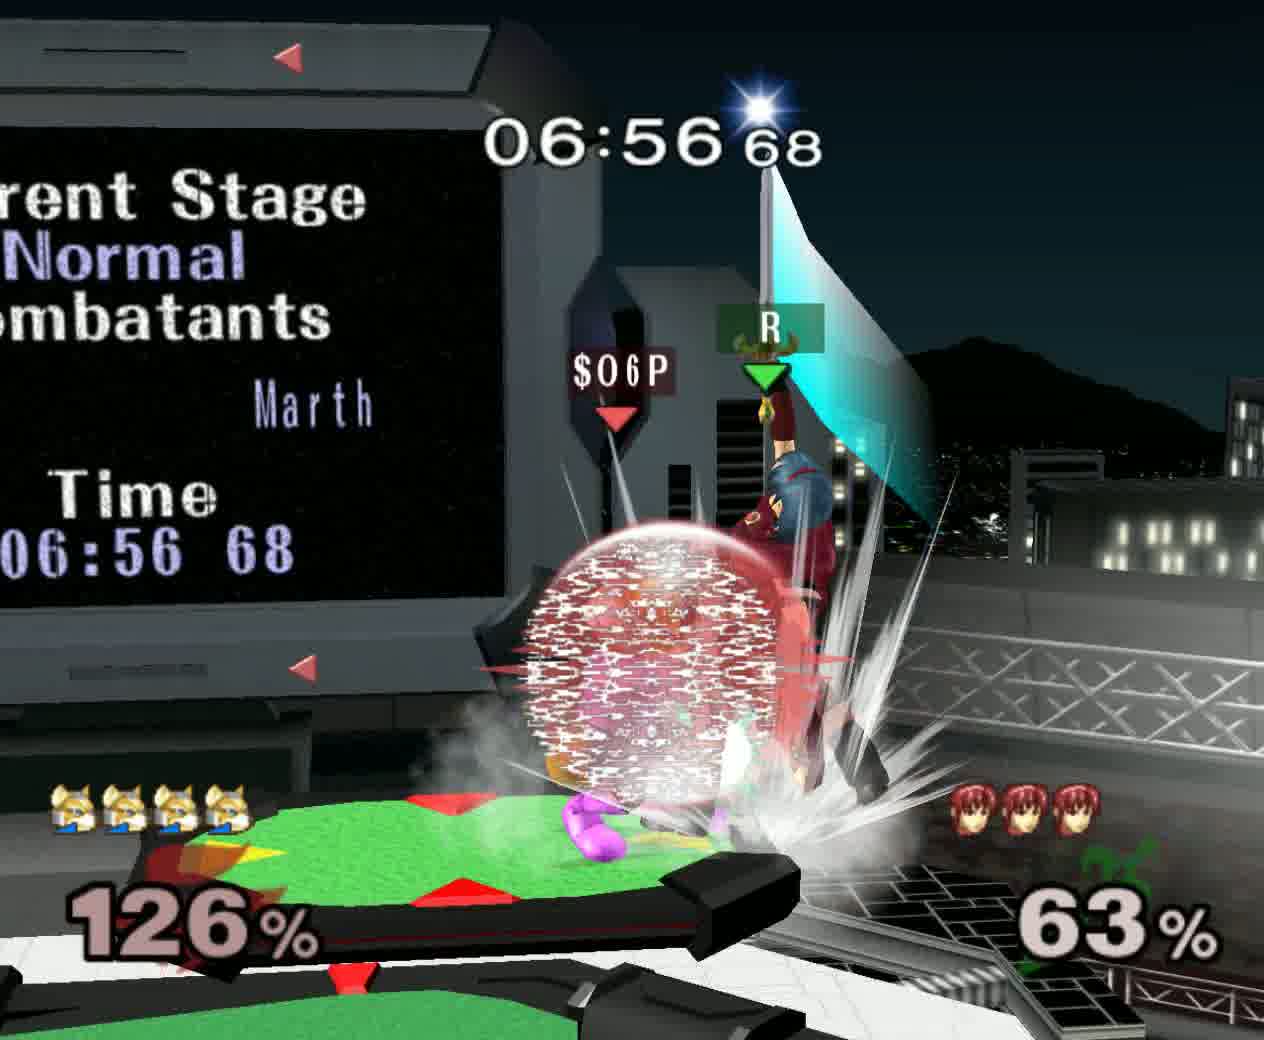 06:56 68
rent Stage
Normal
ombatants
Marth
Time
06:56 68
$06P
R
126%
63%